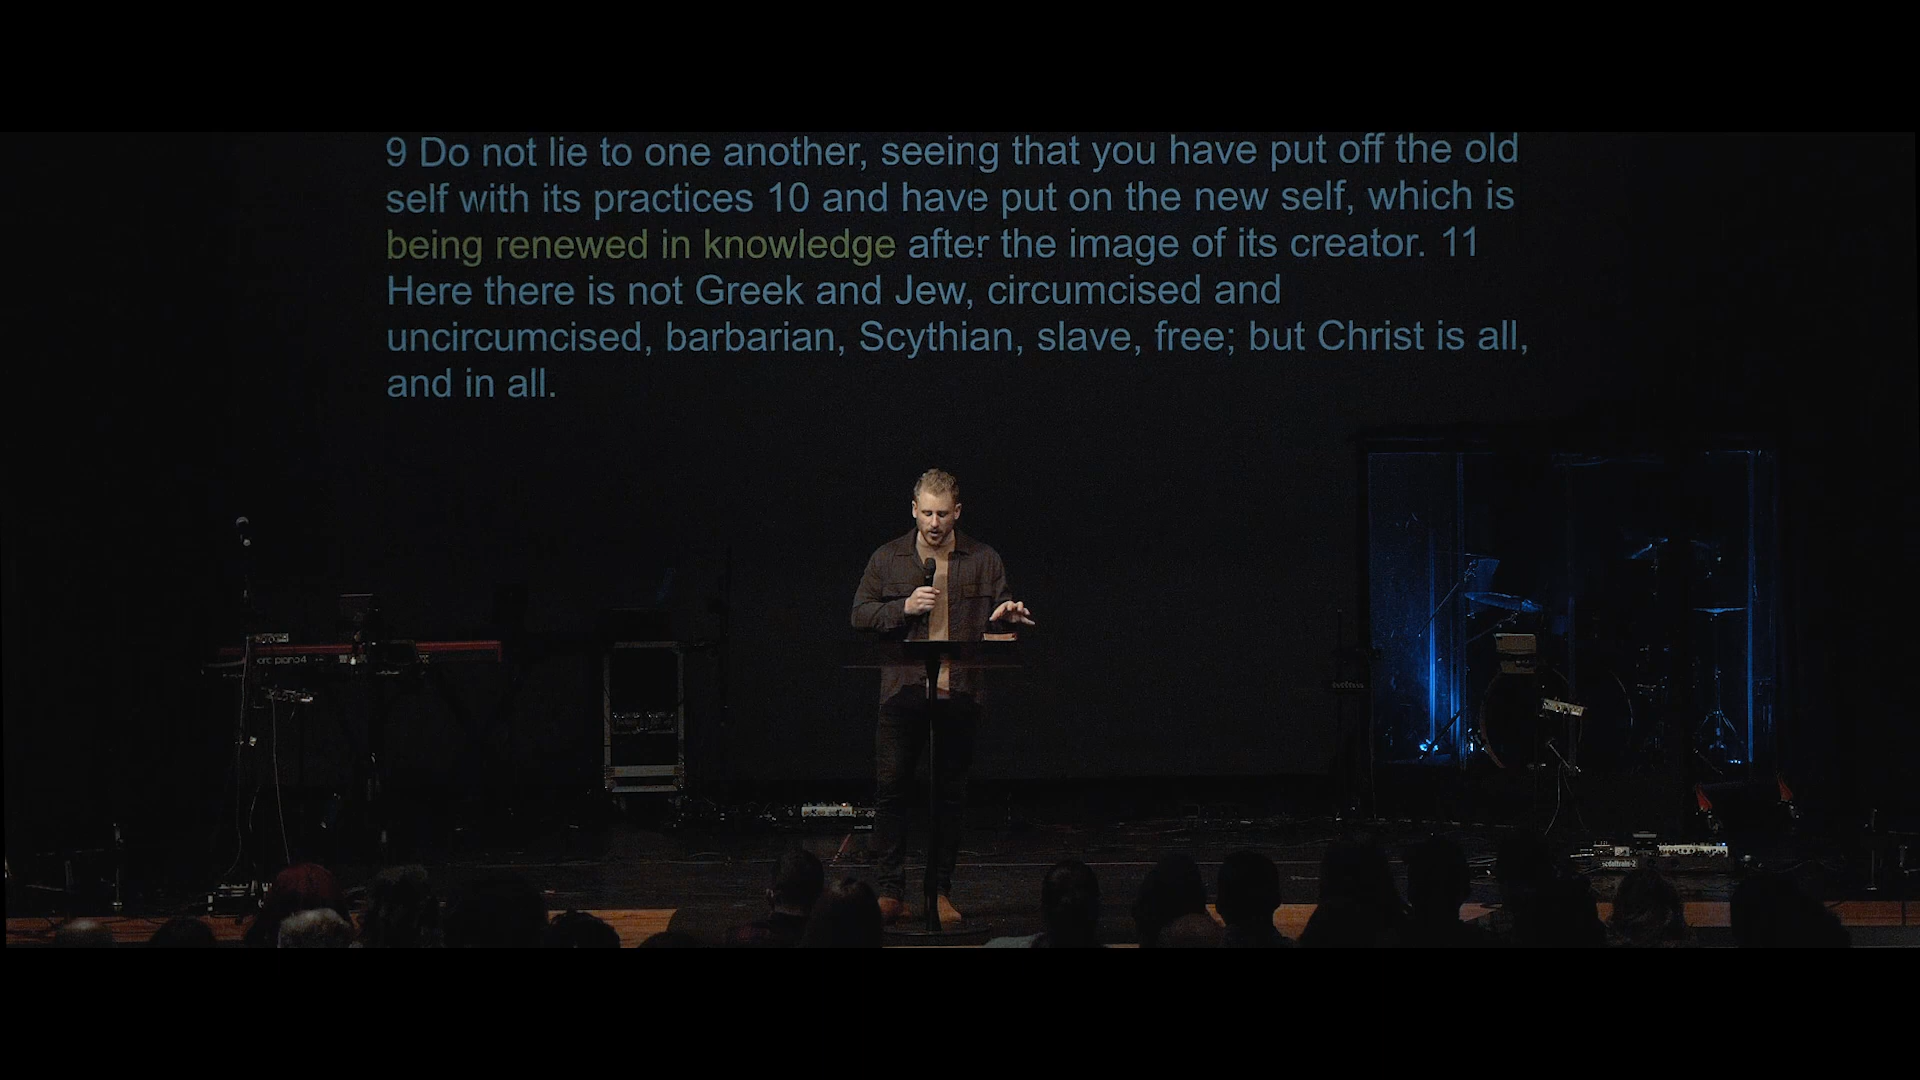 9 Do not lie to one another, seeing that you have put off the old
self with its practices 10 and have put on the new self, which is
being renewed in knowledge after the image of its creator. 11
Here there is not Greek and Jew, circumcised and
uncircumcised, barbarian, Scythian, slave, free; but Christ is all,
and in all.